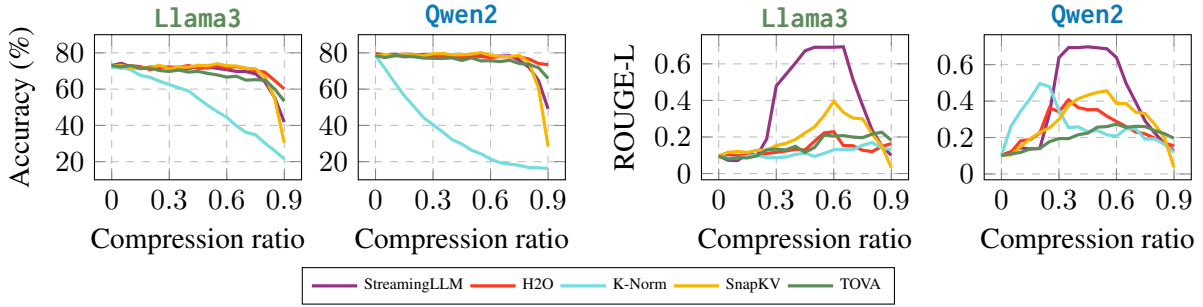 Llama3 Qwen2 Llama3 Qwen2
Accuracy (%)
80
60
40
20
80
60
40
20
ROUGE-L
0.6
0.4
0.2
0
0.6
0.4
0.2
0
0 0.3 0.6 0.9 0 0.3 0.6 0.9 0 0.3 0.6 0.9 0 0.3 0.6 0.9
Compression ratio Compression ratio Compression ratio Compression ratio
StreamingLLM H2O K-Norm SnapKV TOVA